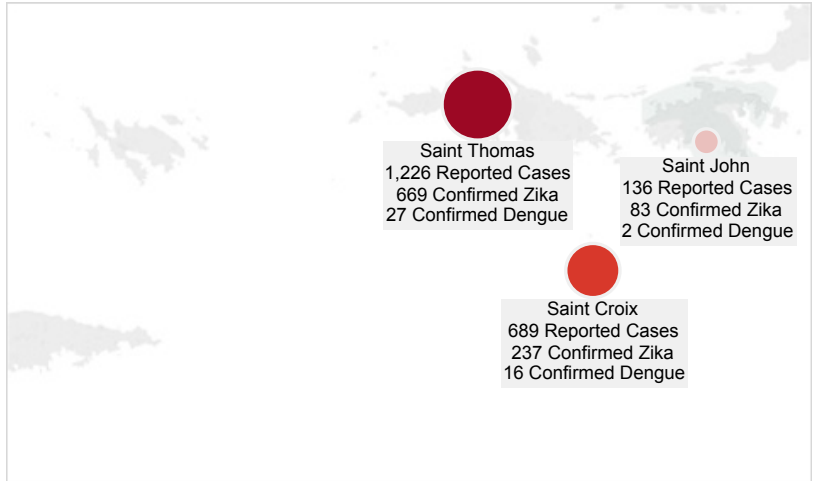 Saint Thomas
1,226 Reported Cases
669 Confirmed Zika
27 Confirmed Dengue
Saint John
136 Reported Cases
83 Confirmed Zika
2 Confirmed Dengue
Saint Croix
689 Reported Cases
237 Confirmed Zika
16 Confirmed Dengue